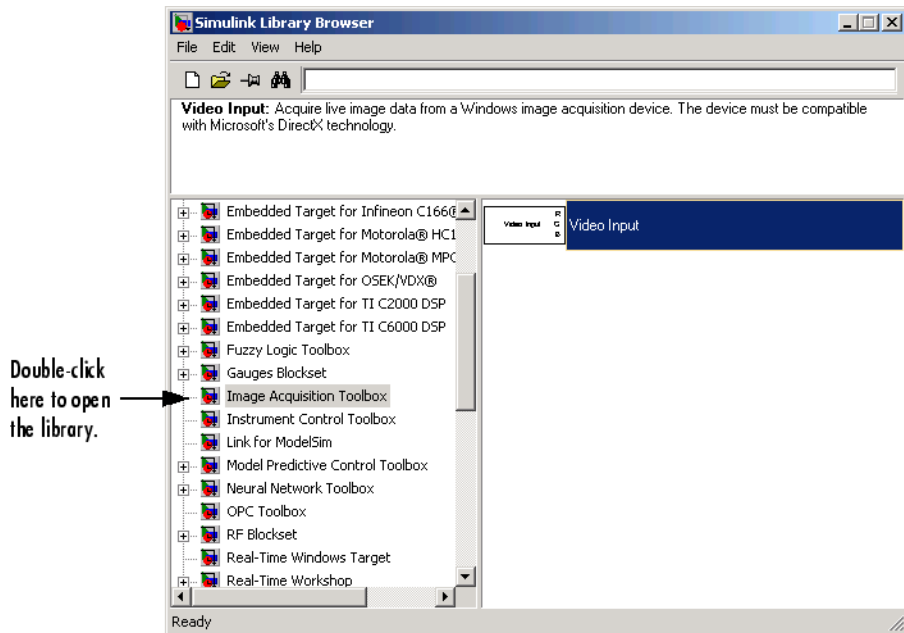 Simulink Library Browser
File Edit View Help
Video Input: Acquire live image data from a Windows image acquisition device. The device must be compatible
with Microsoft's DirectX technology.
Embedded Target for Infineon C166®
Embedded Target for Motorola® HC1
Embedded Target for Motorola® MPC
Embedded Target for OSEK/VDX®
Embedded Target for TI C2000 DSP
Embedded Target for TI C6000 DSP
Fuzzy Logic Toolbox
Gauges Blockset
Image Acquisition Toolbox
Instrument Control Toolbox
Link for ModelSim
Model Predictive Control Toolbox
Neural Network Toolbox
OPC Toolbox
RF Blockset
Real-Time Windows Target
Real-Time Workshop
Video Input
R
G
B
Video Input
Double-click
here to open
the library.
Ready